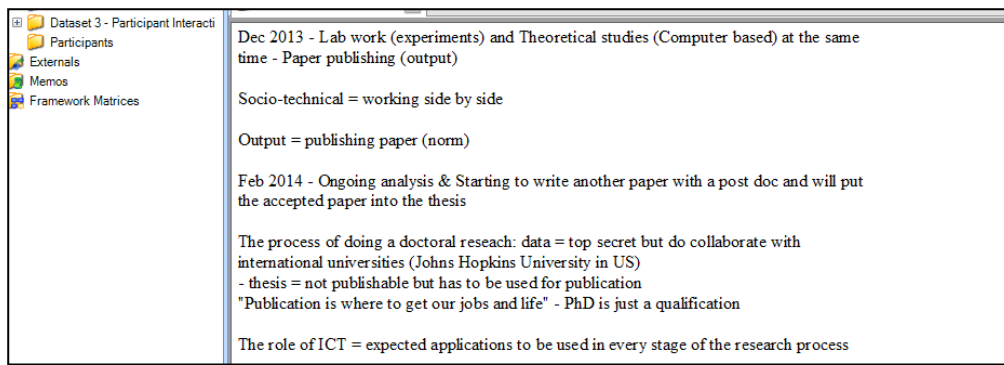 Dataset 3 - Participant Interacti
Participants
Externals
Memos
Framework Matrices
Dec 2013 - Lab work (experiments) and Theoretical studies (Computer based) at the same
time - Paper publishing (output)
Socio-technical = working side by side
Output = publishing paper (norm)
Feb 2014 - Ongoing analysis & Starting to write another paper with a post doc and will put
the accepted paper into the thesis
The process of doing a doctoral reseach: data = top secret but do collaborate with
international universities (Johns Hopkins University in US)
- thesis = not publishable but has to be used for publication
"Publication is where to get our jobs and life" - PhD is just a qualification
The role of ICT = expected applications to be used in every stage of the research process